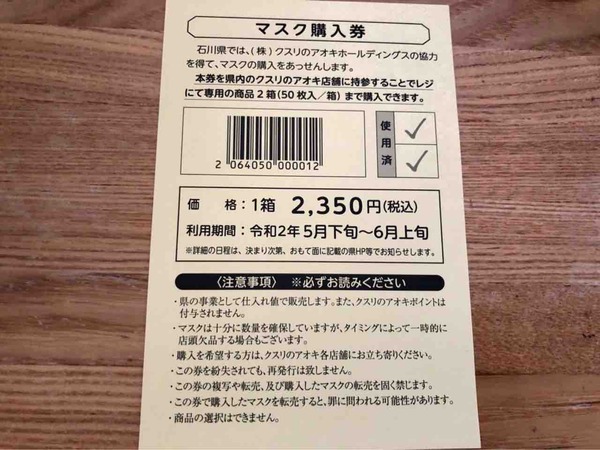 マスク購入券
石川県では、(株)クスリのアオキホールディングスの協力
を得て、マスクの購入をあっせんします。
本券を県内のクスリのアオキ店舗に持参することでレジ
にて専用の商品2箱(50枚入/箱)まで購入できます。
2 064050 000012
使用済
価 格:1箱 2,350円(税込)
利用期間:令和2年5月下旬〜6月上旬
※詳細の日程は、決まり次第、おもて面に記載の県HP等でお知らせします。
〈注意事項〉 ※必ずお読みください
・県の事業として仕入れ値で販売します。また、クスリのアオキポイントは
付与されません。
・マスクは十分に数量を確保していますが、タイミングによって一時的に
店頭欠品する場合もございます。
・購入を希望する方は、クスリのアオキ各店舗にお立ち寄りください。
・この券を紛失されても、再発行は致しません。
・この券の複写や転売、及び購入したマスクの転売を固く禁じます。
・この券で購入したマスクを転売すると、罪に問われる可能性があります。
・商品の選択はできません。